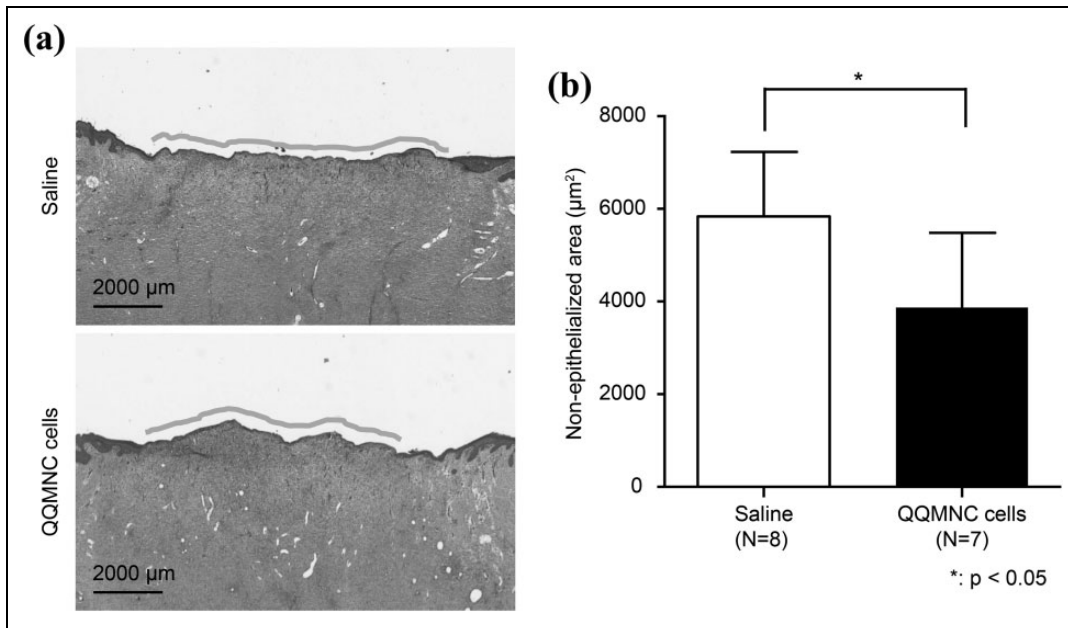 (a)
Saline
2000 µm
QQMNC cells
2000 µm
(b)
*
Non-epithelialized area (µm²)
8000
6000
4000
2000
0
Saline
(N=8)
QQMNC cells
(N=7)
*: p < 0.05